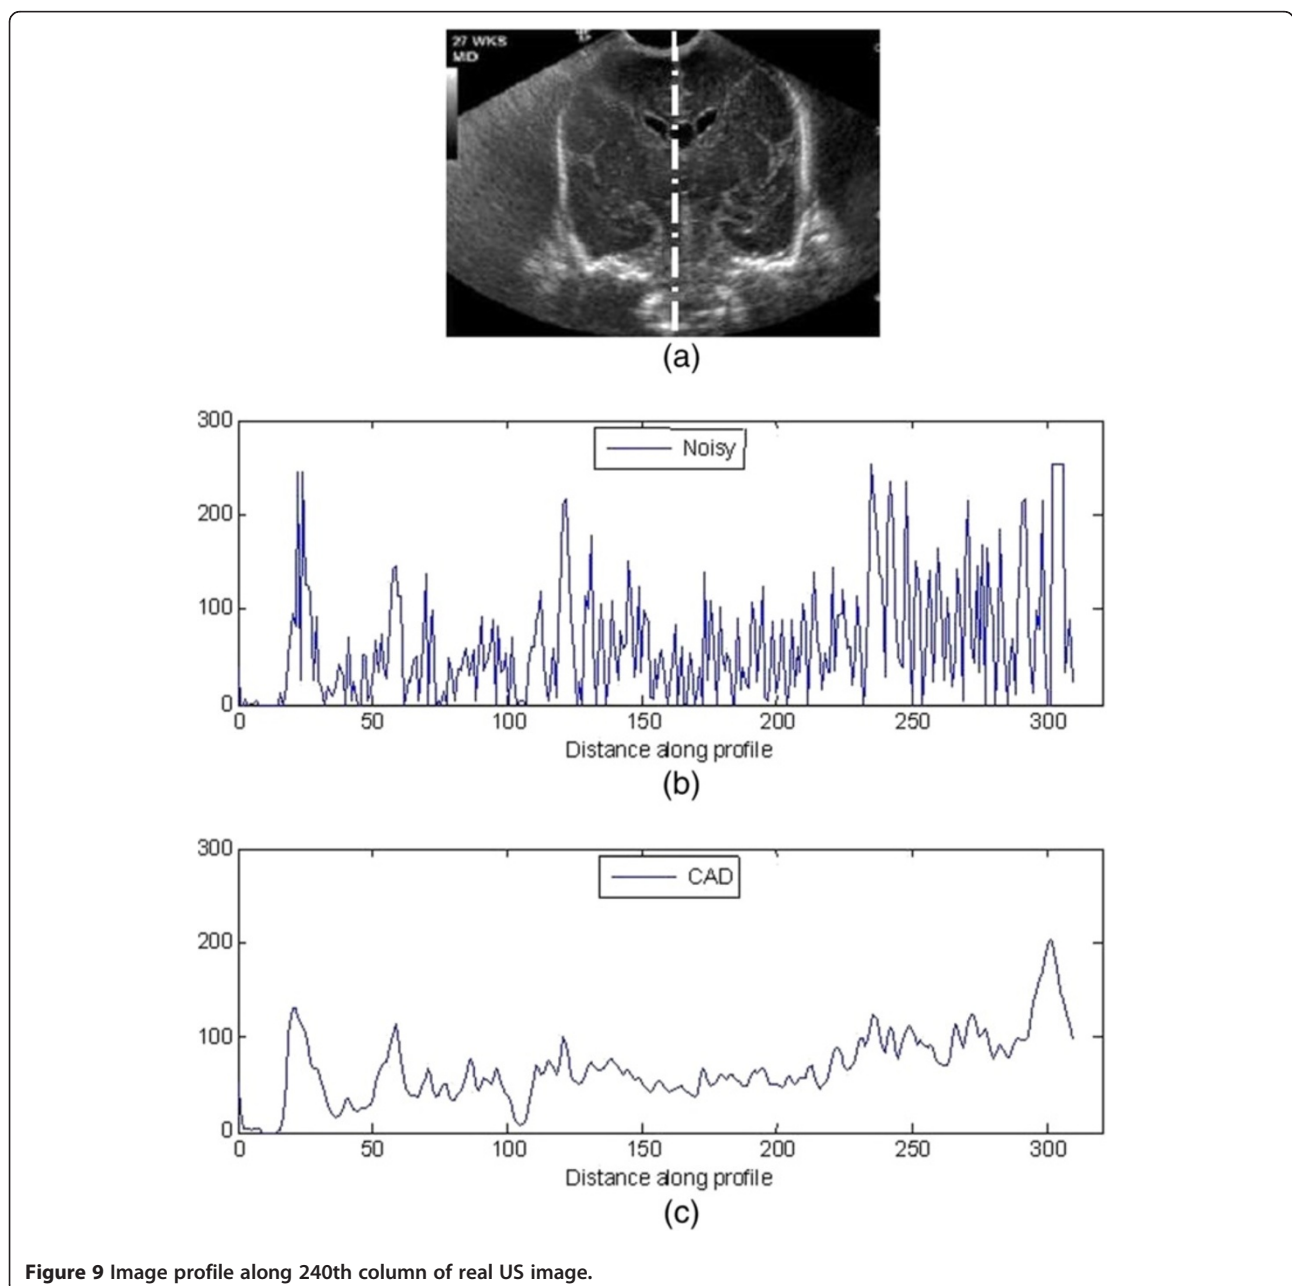 27 WKS
MD
(a)
300
200
100
0
Noisy
0 50 100 150 200 250 300
Distance along profile
(b)
300
200
100
0
CAD
0 50 100 150 200 250 300
Distance along profile
(c)
Figure 9 Image profile along 240th column of real US image.